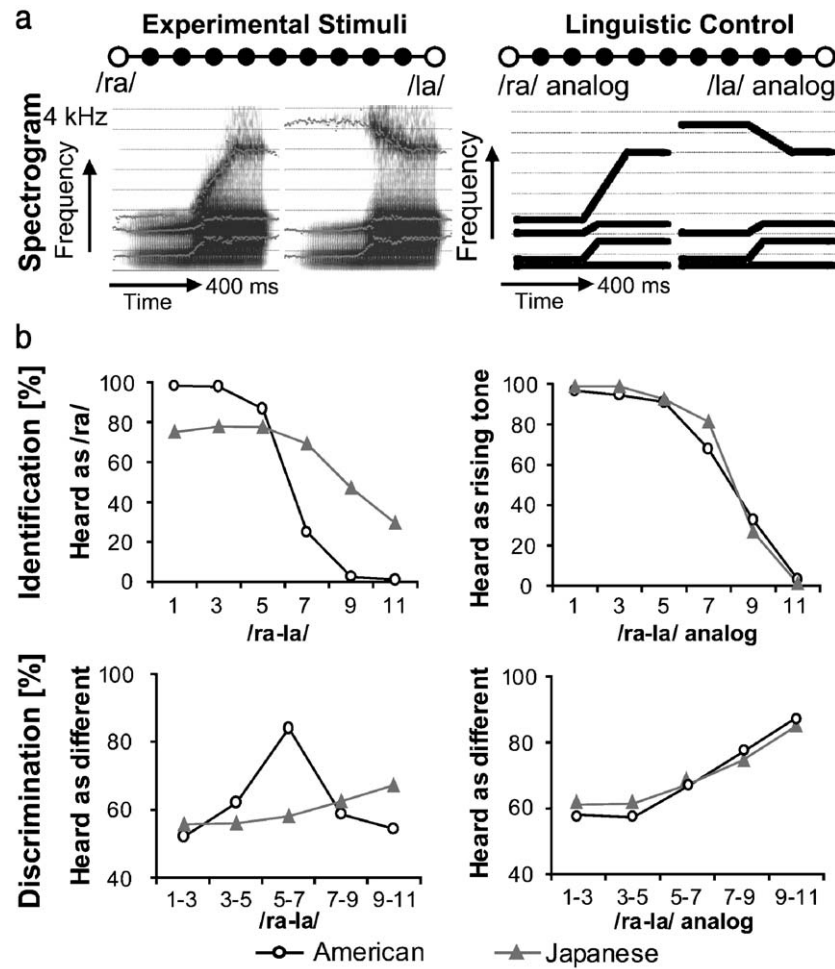 a
Experimental Stimuli
Linguistic Control
/ra/
/la/
/ra/ analog
/la/ analog
4 kHz
Spectrogram
Frequency
Time
400 ms
Frequency
Time
400 ms
b
Identification [%]
Heard as /ra/
100
80
60
40
20
0
1 3 5 7 9 11
/ra-la/
Heard as rising tone
100
80
60
40
20
0
1 3 5 7 9 11
/ra-la/ analog
Discrimination [%]
Heard as different
100
80
60
40
1-3 3-5 5-7 7-9 9-11
/ra-la/
Heard as different
100
80
60
40
1-3 3-5 5-7 7-9 9-11
/ra-la/ analog
American
Japanese